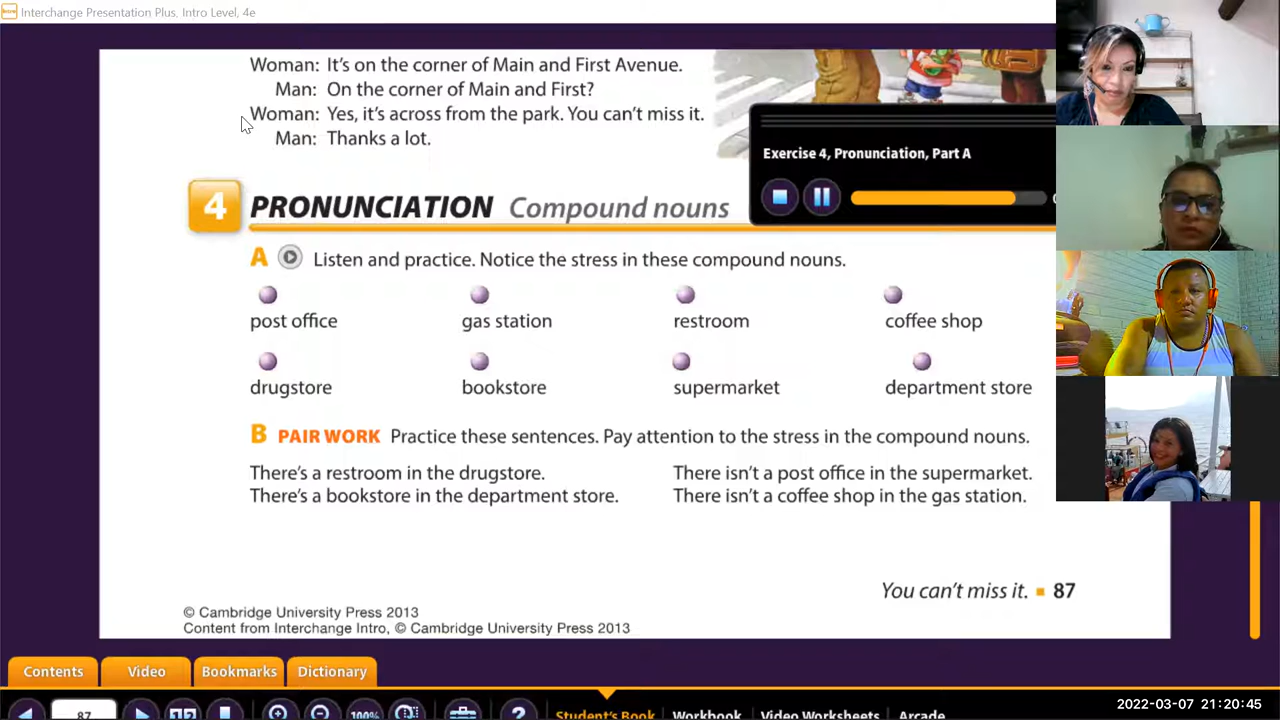 Interchange Presentation Plus, Intro Level, 4e
Woman: It's on the corner of Main and First Avenue.
Man: On the corner of Main and First?
Woman: Yes, it's across from the park. You can't miss it.
Man: Thanks a lot.
Exercise 4, Pronunciation, Part A
4 PRONUNCIATION Compound nouns
A Listen and practice. Notice the stress in these compound nouns.
post office gas station restroom coffee shop
drugstore bookstore supermarket department store
B PAIR WORK Practice these sentences. Pay attention to the stress in the compound nouns.
There's a restroom in the drugstore. There isn't a post office in the supermarket.
There's a bookstore in the department store. There isn't a coffee shop in the gas station.
You can't miss it. 87
© Cambridge University Press 2013
Content from Interchange Intro, © Cambridge University Press 2013
Contents Video Bookmarks Dictionary
87 100% ? Student's Book Workbook Video Worksheets Arcade
2022-03-07 21:20:45